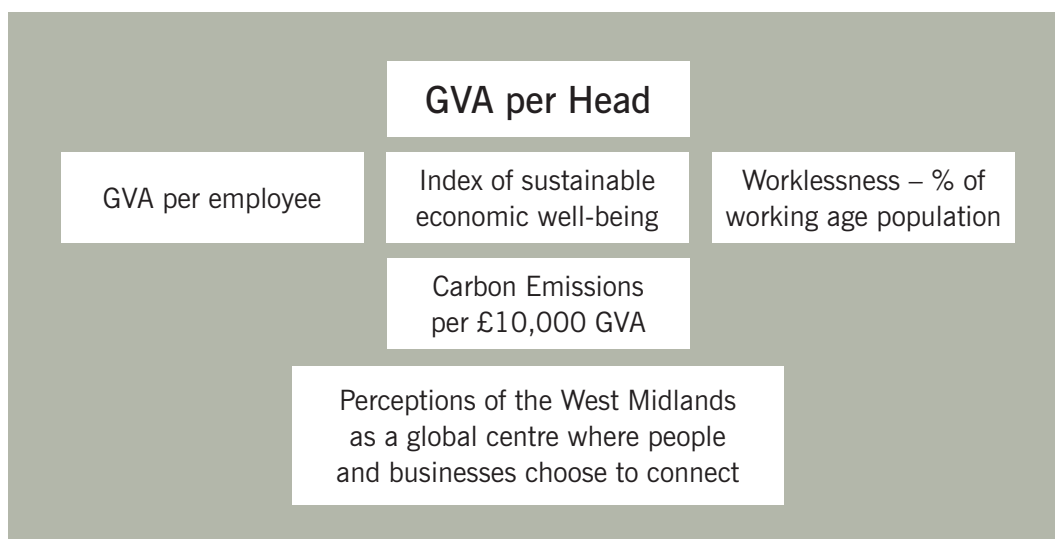 GVA per Head
GVA per employee
Index of sustainable
economic well-being
Worklessness – % of
working age population
Carbon Emissions
per £10,000 GVA
Perceptions of the West Midlands
as a global centre where people
and businesses choose to connect